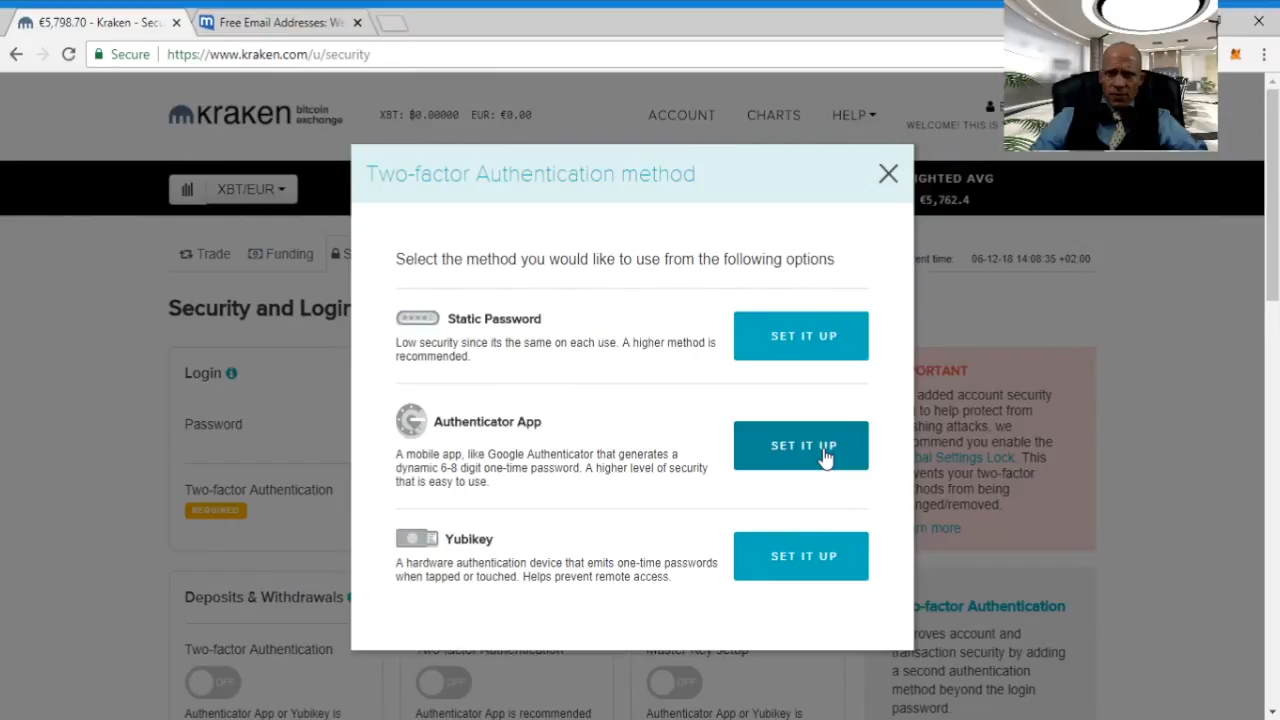 €5,798.70 - Kraken - Secu
Free Email Addresses: We
Secure
https://www.kraken.com/u/security
kraken bitcoin exchange
XBT: $0.00000 EUR: €0.00
ACCOUNT
CHARTS
HELP
WELCOME! THIS IS
XBT/EUR
IGHTED AVG
€5,762.4
Trade
Funding
S
ent time: 06-12-18 14:08:35 +02:00
Security and Login
Login
Password
Two-factor Authentication
REQUIRED
Deposits & Withdrawals
Two-factor Authentication
OFF
Authenticator App or Yubikey is
Two-factor Authentication method
Select the method you would like to use from the following options
Static Password
Low security since its the same on each use. A higher method is
recommended.
SET IT UP
Authenticator App
A mobile app, like Google Authenticator that generates a
dynamic 6-8 digit one-time password. A higher level of security
that is easy to use.
SET IT UP
Yubikey
A hardware authentication device that emits one-time passwords
when tapped or touched. Helps prevent remote access.
SET IT UP
Two-factor Authentication
OFF
Authenticator App is recommended
Master Key Setup
OFF
Authenticator App or Yubikey is
PORTANT
added account security
to help protect from
shing attacks, we
mmend you enable the
bal Settings Lock. This
vents your two-factor
hods from being
nged/removed.
rn more
o-factor Authentication
roves account and
transaction security by adding
a second authentication
method beyond the login
password.